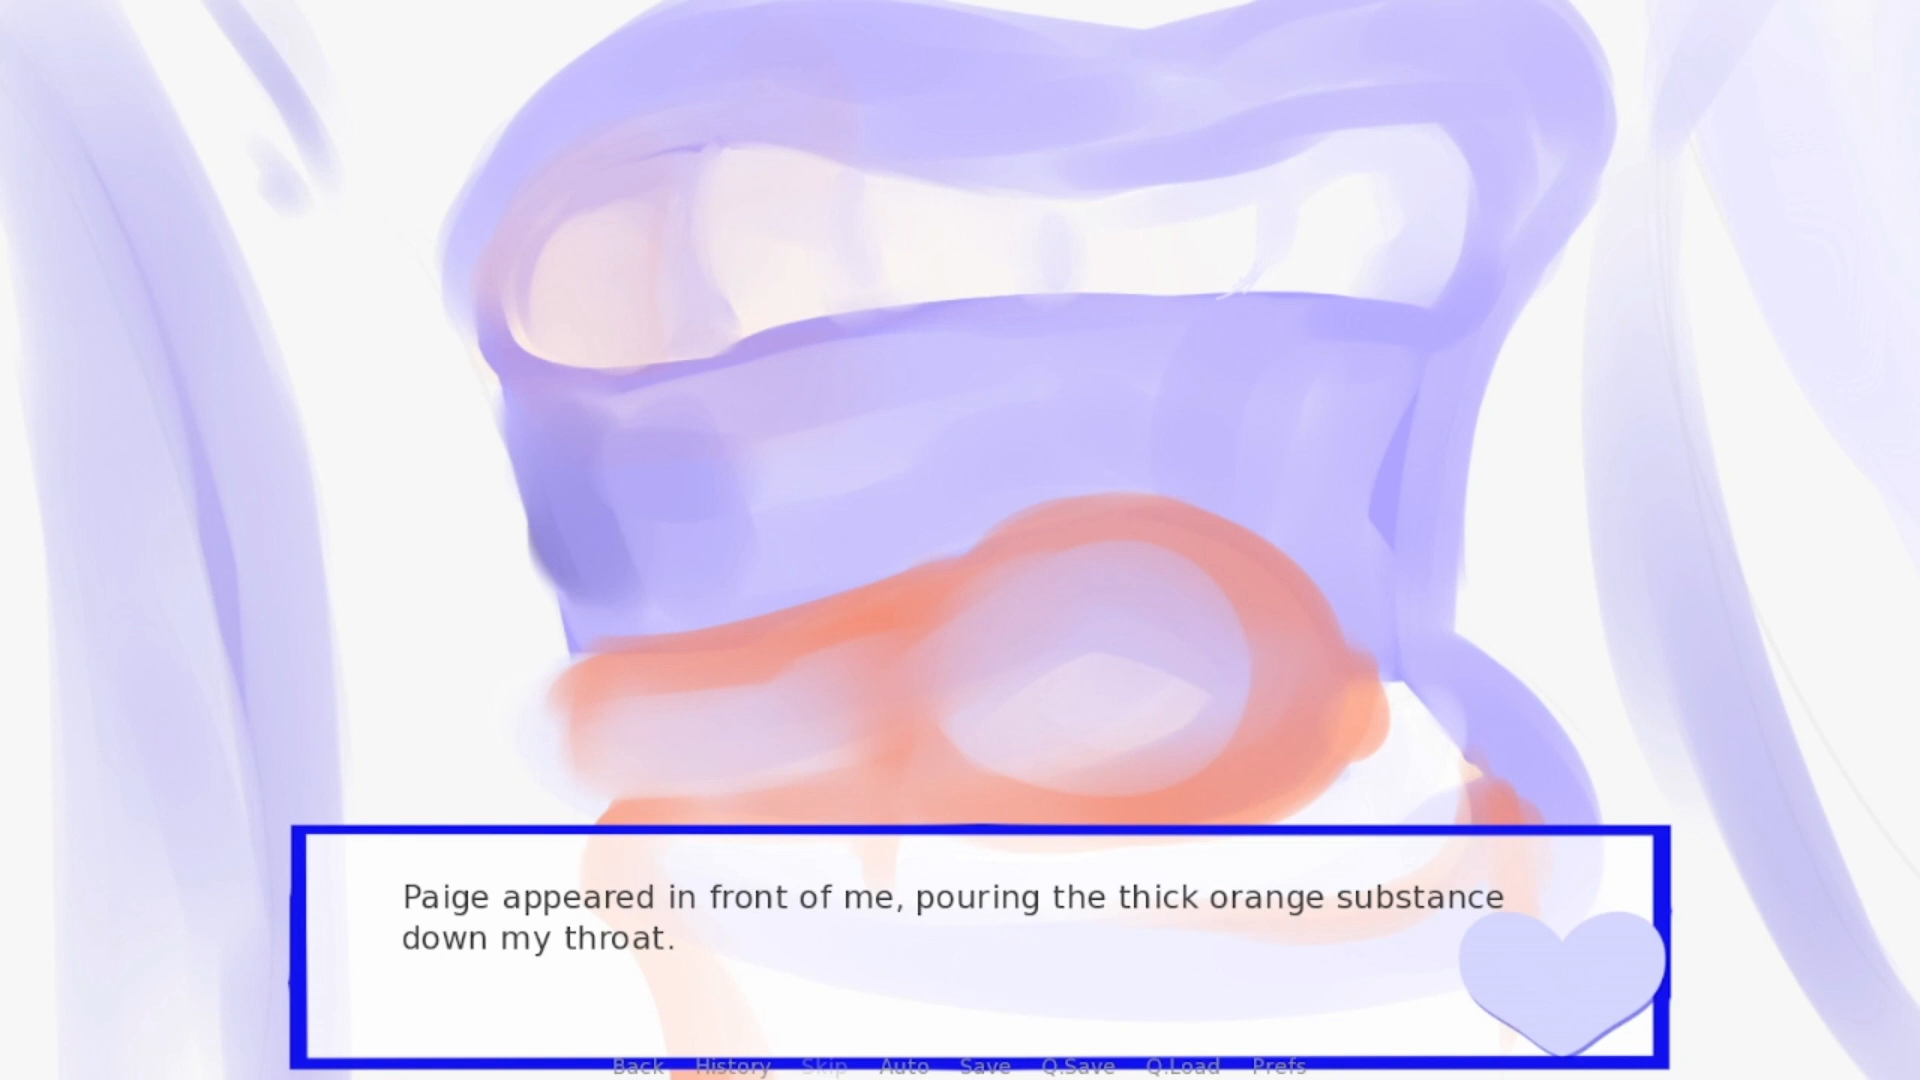 Paige appeared in front of me, pouring the thick orange substance
down my throat.
Back History Skip Auto Save Q.Save Q.Load Prefs